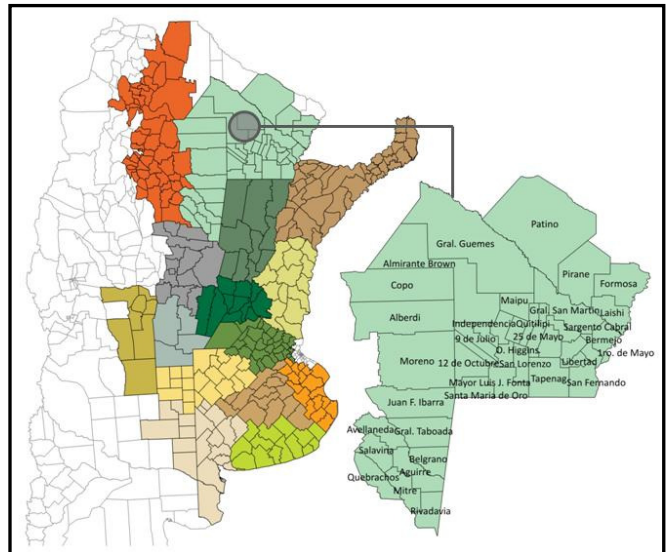 Patino
Gral. Guemes
Pirane
Almirante Brown
Formosa
Copo
Maipu
Gral. San Martin
Laishi
Alberdi
Independencia
Quitilipi
Sargento Cabral
9 de Julio
25 de Mayo
Bermejo
O. Higgins
1ro. de Mayo
Moreno
12 de Octubre
San Lorenzo
Libertad
Mayor Luis J. Fonta
Tapenag
San Fernando
Santa Maria de Oro
Juan F. Ibarra
Avellaneda
Gral. Taboada
Salavina
Belgrano
Aguirre
Quebrachos
Mitre
Rivadavia